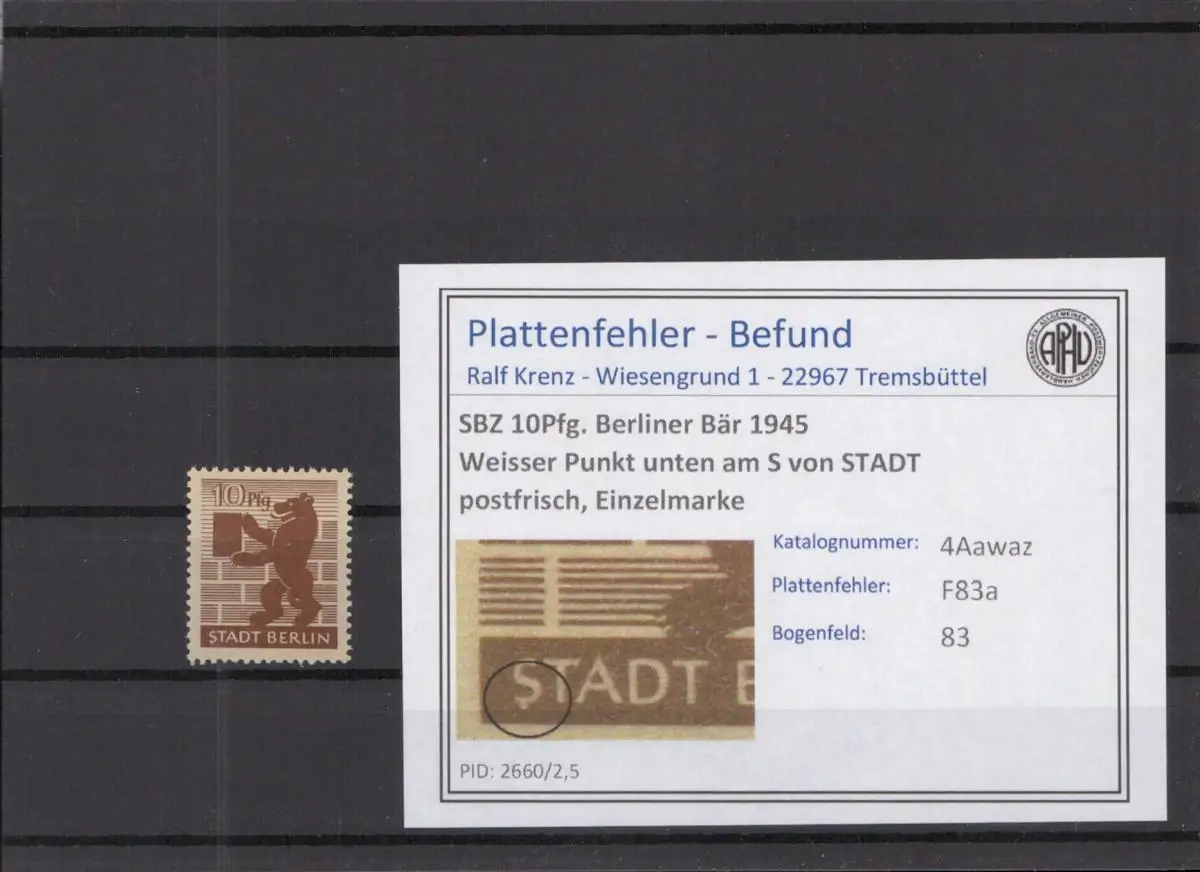 10 Pfg.
STADT BERLIN
Plattenfehler - Befund
Ralf Krenz - Wiesengrund 1 - 22967 Tremsbüttel
APHV
SBZ 10Pfg. Berliner Bär 1945
Weisser Punkt unten am S von STADT
postfrisch, Einzelmarke
STADT B
Katalognummer: 4Aawaz
Plattenfehler: F83a
Bogenfeld: 83
PID: 2660/2,5